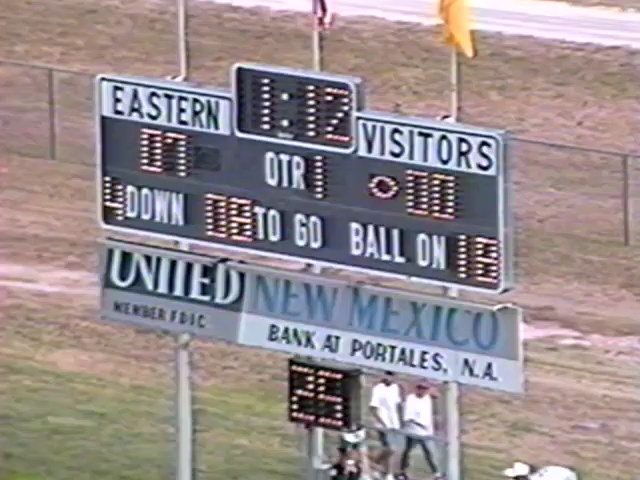 EASTERN 1:12 VISITORS
07 QTR 1 00
4 DOWN 08 TO GO BALL ON 18
UNITED NEW MEXICO
MEMBER FDIC BANK AT PORTALES, N.A.